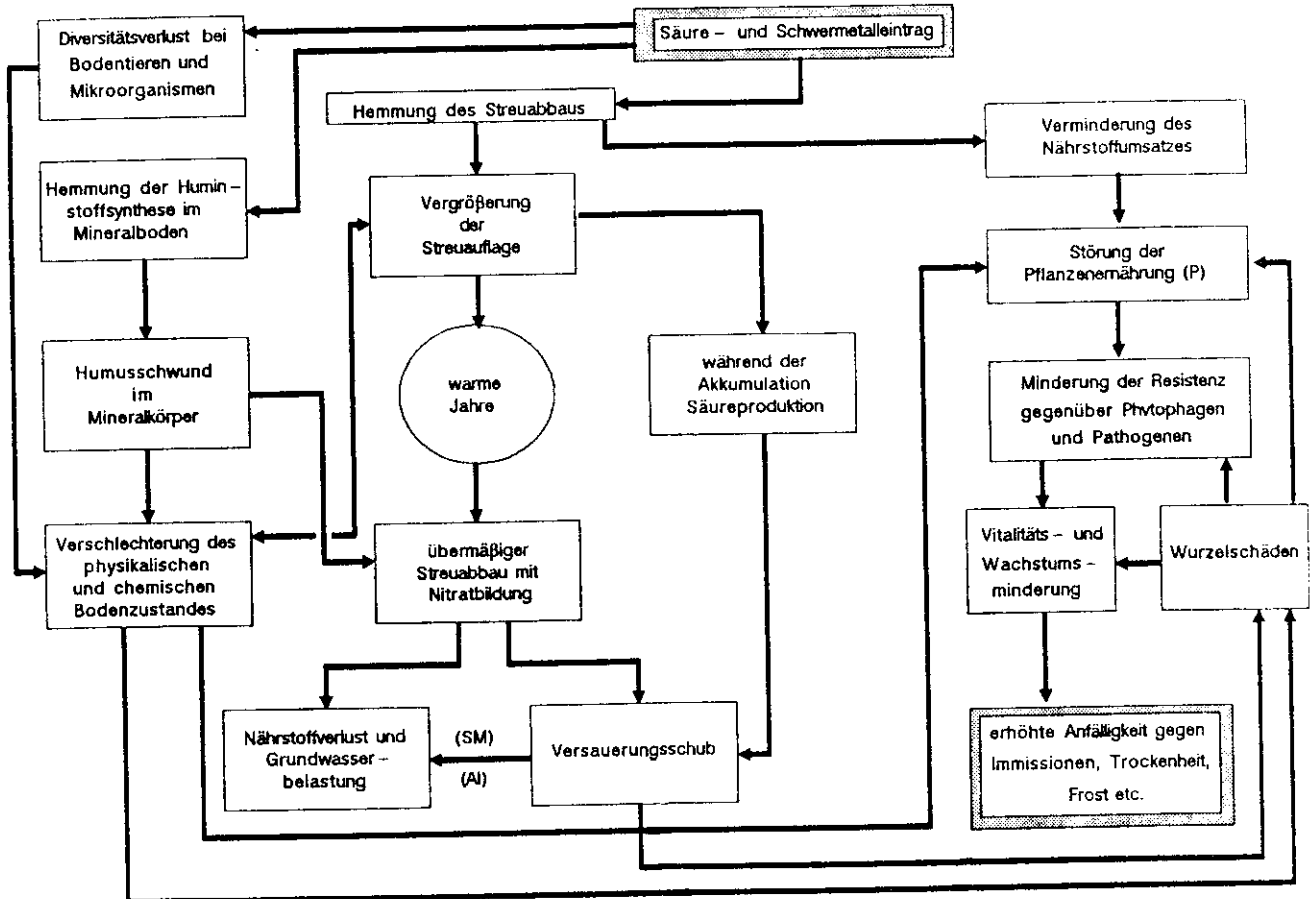 Diversitätsverlust bei
Bodentieren und
Mikroorganismen
Säure - und Schwermetalleintrag
Hemmung des Streuabbaus
Verminderung des
Nährstoffumsatzes
Hemmung der Humin -
stoffsynthese im
Mineralboden
Vergrößerung
der
Streuauflage
Störung der
Pflanzenernährung (P)
Humusschwund
im
Mineralkörper
warme
Jahre
während der
Akkumulation
Säureproduktion
Minderung der Resistenz
gegenüber Phytophagen
und Pathogenen
Verschlechterung des
physikalischen
und chemischen
Bodenzustandes
übermäßiger
Streuabbau mit
Nitratbildung
Vitalitäts - und
Wachstums -
minderung
Wurzelschäden
Nährstoffverlust und
Grundwasser -
belastung
(SM)
(Al)
Versauerungsschub
erhöhte Anfälligkeit gegen
Immissionen, Trockenheit,
Frost etc.